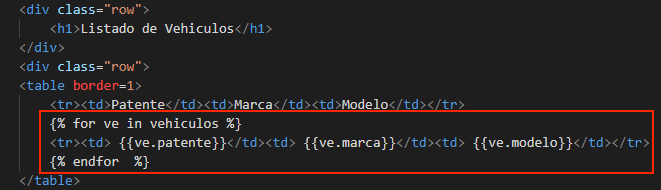 <div class="row">
<h1>Listado de Vehiculos</h1>
</div>
<div class="row">
<table border=1>
<tr><td>Patente</td><td>Marca</td><td>Modelo</td></tr>
{% for ve in vehiculos %}
<tr><td> {{ve.patente}}</td><td> {{ve.marca}}</td><td> {{ve.modelo}}</td></tr>
{% endfor  %}
</table>